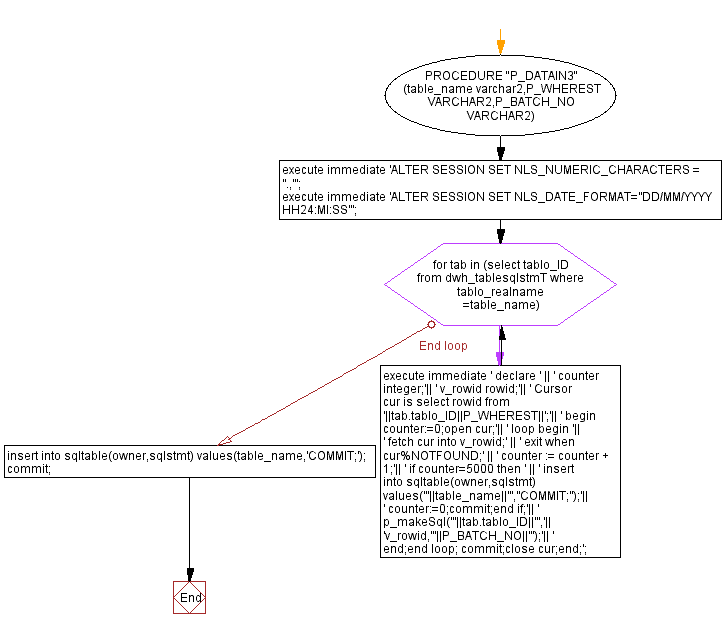 PROCEDURE "P_DATAIN3"
(table_name varchar2,P_WHEREST
VARCHAR2,P_BATCH_NO
VARCHAR2)
execute immediate 'ALTER SESSION SET NLS_NUMERIC_CHARACTERS =
''.,''';
execute immediate 'ALTER SESSION SET NLS_DATE_FORMAT=''DD/MM/YYYY
HH24:MI:SS''';
for tab in (select tablo_ID
from dwh_tablesqlstmT where
tablo_realname
=table_name)
End loop
execute immediate ' declare ' || ' counter
integer;'|| ' v_rowid rowid;'|| ' Cursor
cur is select rowid from
'||tab.tablo_ID||P_WHEREST||';'|| ' begin
counter:=0;open cur;'|| ' loop begin '||
' fetch cur into v_rowid;' || ' exit when
cur%NOTFOUND;' || ' counter := counter +
1;'|| ' if counter=5000 then ' || ' insert
into sqltable(owner,sqlstmt)
values('''||table_name||''',''COMMIT;'');'||
' counter:=0;commit;end if;'|| '
p_makeSql('''||tab.tablo_ID||''','||
'v_rowid,'''||P_BATCH_NO||''');'|| '
end;end loop; commit;close cur;end;';
insert into sqltable(owner,sqlstmt) values(table_name,'COMMIT;');
commit;
End